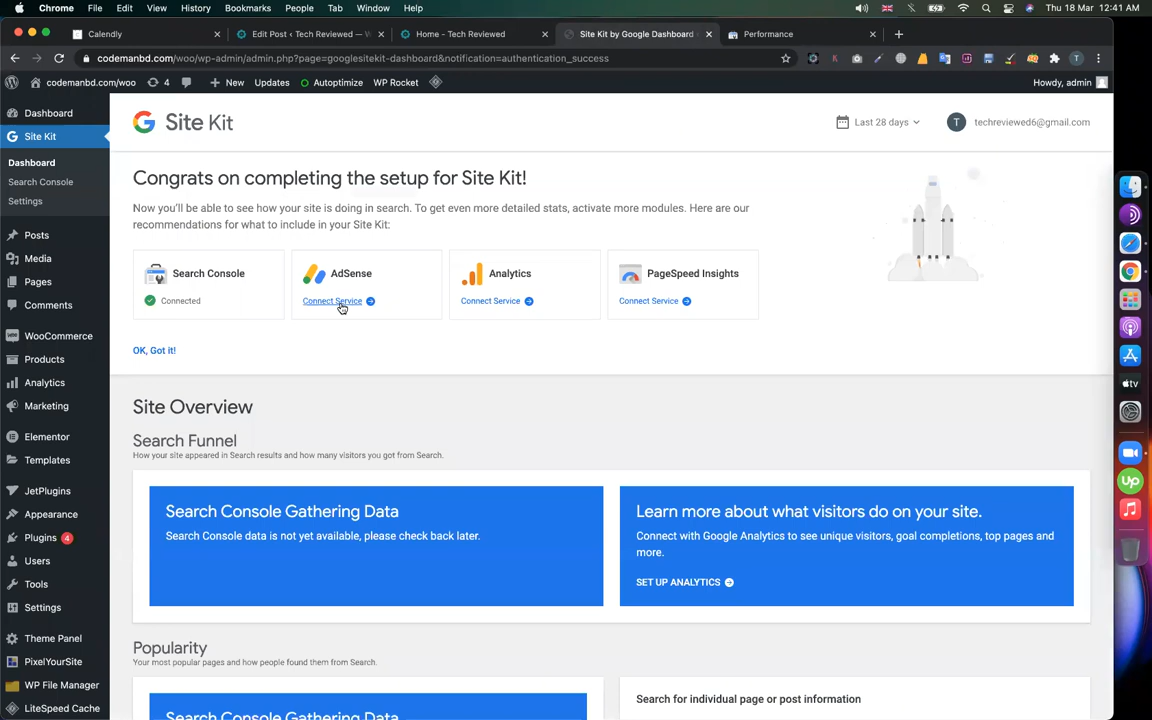 Chrome File Edit View History Bookmarks People Tab Window Help
Thu 18 Mar 12:41 AM
Calendly
Edit Post ‹ Tech Reviewed — W
Home - Tech Reviewed
Site Kit by Google Dashboard
Performance
codemanbd.com/woo/wp-admin/admin.php?page=googlesitekit-dashboard&notification=authentication_success
T
codemanbd.com/woo
4
New
Updates
Autoptimize
WP Rocket
Howdy, admin
Dashboard
Site Kit
Dashboard
Search Console
Settings
Posts
Media
Pages
Comments
WooCommerce
Products
Analytics
Marketing
Elementor
Templates
JetPlugins
Appearance
Plugins 4
Users
Tools
Settings
Theme Panel
PixelYourSite
WP File Manager
LiteSpeed Cache
G Site Kit
Last 28 days
T techreviewed6@gmail.com
Congrats on completing the setup for Site Kit!
Now you'll be able to see how your site is doing in search. To get even more detailed stats, activate more modules. Here are our
recommendations for what to include in your Site Kit:
Search Console
Connected
AdSense
Connect Service
Analytics
Connect Service
PageSpeed Insights
Connect Service
OK, Got it!
Site Overview
Search Funnel
How your site appeared in Search results and how many visitors you got from Search.
Search Console Gathering Data
Search Console data is not yet available, please check back later.
Learn more about what visitors do on your site.
Connect with Google Analytics to see unique visitors, goal completions, top pages and
more.
SET UP ANALYTICS
Popularity
Your most popular pages and how people found them from Search.
Search Console Gathering Data
Search for individual page or post information
tv
Up